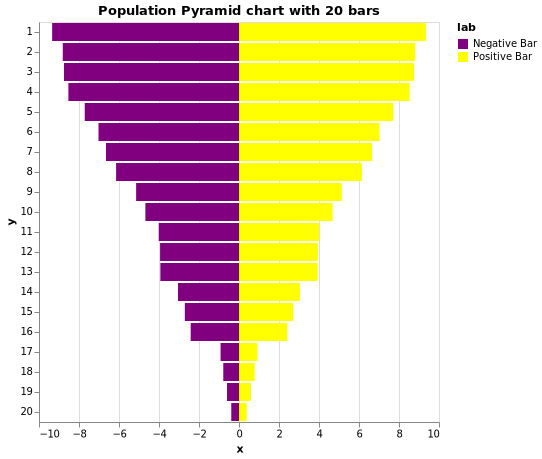 Population Pyramid chart with 20 bars
lab
Negative Bar
Positive Bar
y
1
2
3
4
5
6
7
8
9
10
11
12
13
14
15
16
17
18
19
20
−10 −8 −6 −4 −2 0 2 4 6 8 10
x